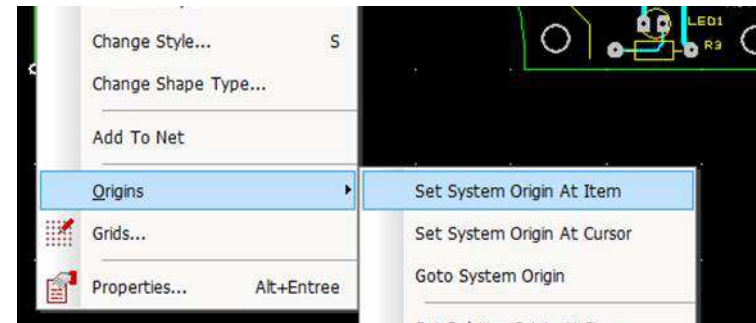 Change Style... S
Change Shape Type...
Add To Net
Origins
Grids...
Properties... Alt+Entree
Set System Origin At Item
Set System Origin At Cursor
Goto System Origin
LED1
R3